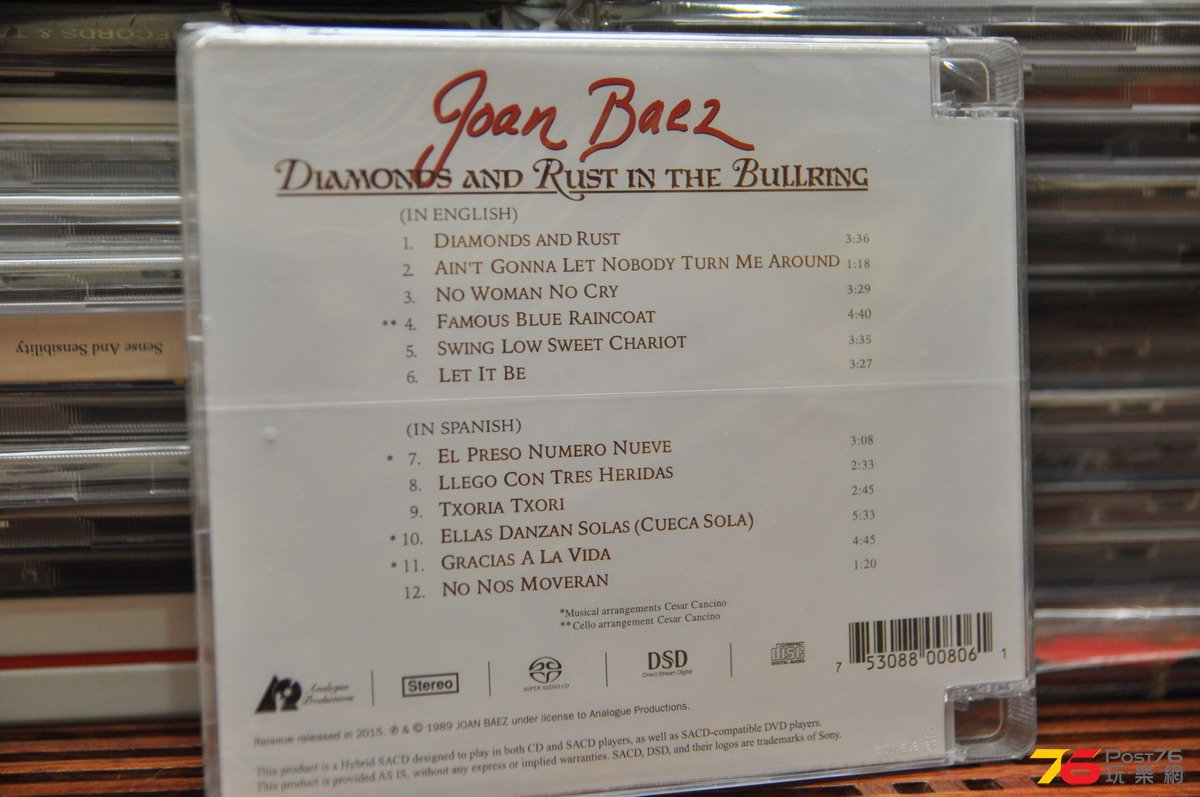 RECORDS & TA
Joan Baez
DIAMONDS AND RUST IN THE BULLRING
(IN ENGLISH)
1. DIAMONDS AND RUST 3:36
2. AIN'T GONNA LET NOBODY TURN ME AROUND 1:18
3. NO WOMAN NO CRY 3:29
** 4. FAMOUS BLUE RAINCOAT 4:40
5. SWING LOW SWEET CHARIOT 3:35
6. LET IT BE 3:27
Sense And Sensibility
(IN SPANISH)
* 7. EL PRESO NUMERO NUEVE 3:08
8. LLEGO CON TRES HERIDAS 2:33
9. TXORIA TXORI 2:45
* 10. ELLAS DANZAN SOLAS (CUECA SOLA) 5:33
* 11. GRACIAS A LA VIDA 4:45
12. NO NOS MOVERAN 1:20
*Musical arrangements Cesar Cancino
**Cello arrangement Cesar Cancino
Analogue Productions
Stereo
SUPER AUDIO CD
DSD
Direct Stream Digital
COMPACT disc DIGITAL AUDIO
7 53088 00806 1
Reissue released in 2015. ℗ & © 1989 JOAN BAEZ under license to Analogue Productions.
This product is a Hybrid SACD designed to play in both CD and SACD players, as well as SACD-compatible DVD players.
This product is provided AS IS, without any express or implied warranties. SACD, DSD, and their logos are trademarks of Sony.
76 Post76
玩樂網